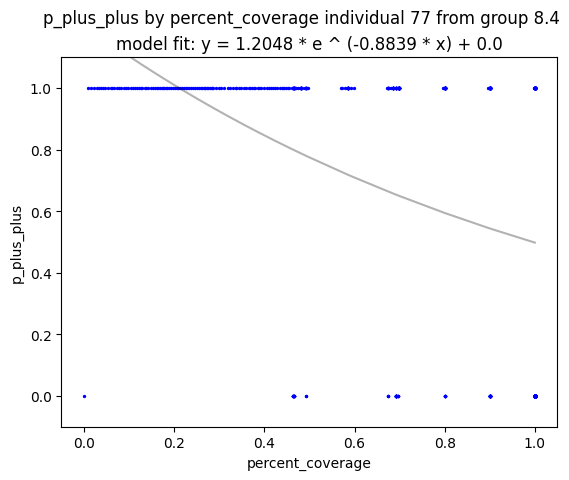 p_plus_plus by percent_coverage individual 77 from group 8.4
model fit: y = 1.2048 * e ^ (-0.8839 * x) + 0.0
1.0
0.8
0.6
0.4
0.2
0.0
p_plus_plus
0.0 0.2 0.4 0.6 0.8 1.0
percent_coverage